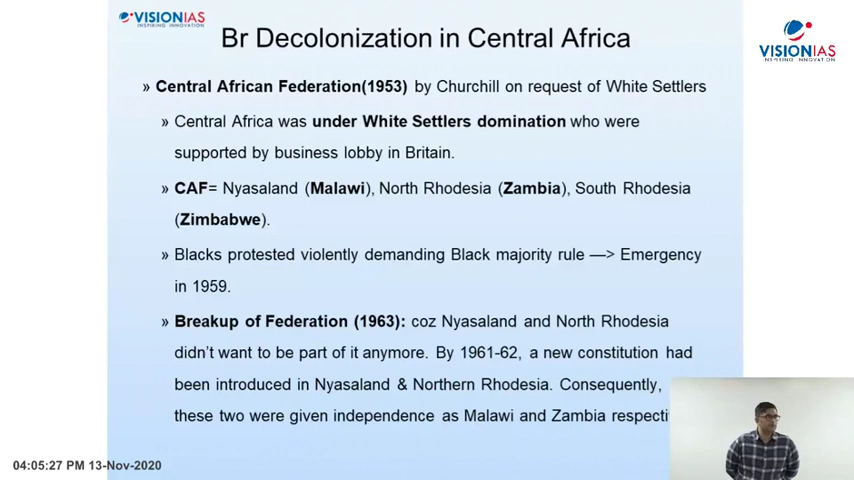 VISIONIAS
INSPIRING INNOVATION
VISIONIAS
INSPIRING INNOVATION
Br Decolonization in Central Africa
» Central African Federation(1953) by Churchill on request of White Settlers
» Central Africa was under White Settlers domination who were
supported by business lobby in Britain.
» CAF= Nyasaland (Malawi), North Rhodesia (Zambia), South Rhodesia
(Zimbabwe).
» Blacks protested violently demanding Black majority rule —> Emergency
in 1959.
» Breakup of Federation (1963): coz Nyasaland and North Rhodesia
didn't want to be part of it anymore. By 1961-62, a new constitution had
been introduced in Nyasaland & Northern Rhodesia. Consequently,
these two were given independence as Malawi and Zambia respecti
04:05:27 PM 13-Nov-2020